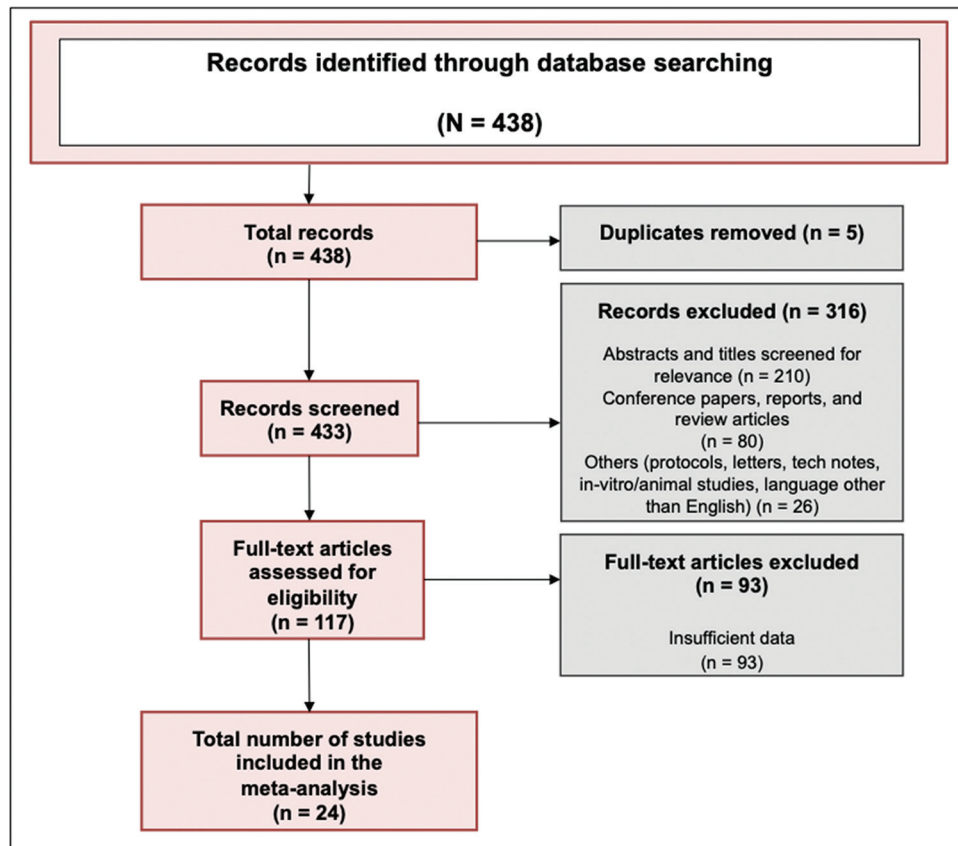 Records identified through database searching
(N = 438)
Total records
(n = 438)
Duplicates removed (n = 5)
Records excluded (n = 316)
Abstracts and titles screened for
relevance (n = 210)
Conference papers, reports, and
review articles
(n = 80)
Others (protocols, letters, tech notes,
in-vitro/animal studies, language other
than English) (n = 26)
Records screened
(n = 433)
Full-text articles
assessed for
eligibility
(n = 117)
Full-text articles excluded
(n = 93)
Insufficient data
(n = 93)
Total number of studies
included in the
meta-analysis
(n = 24)